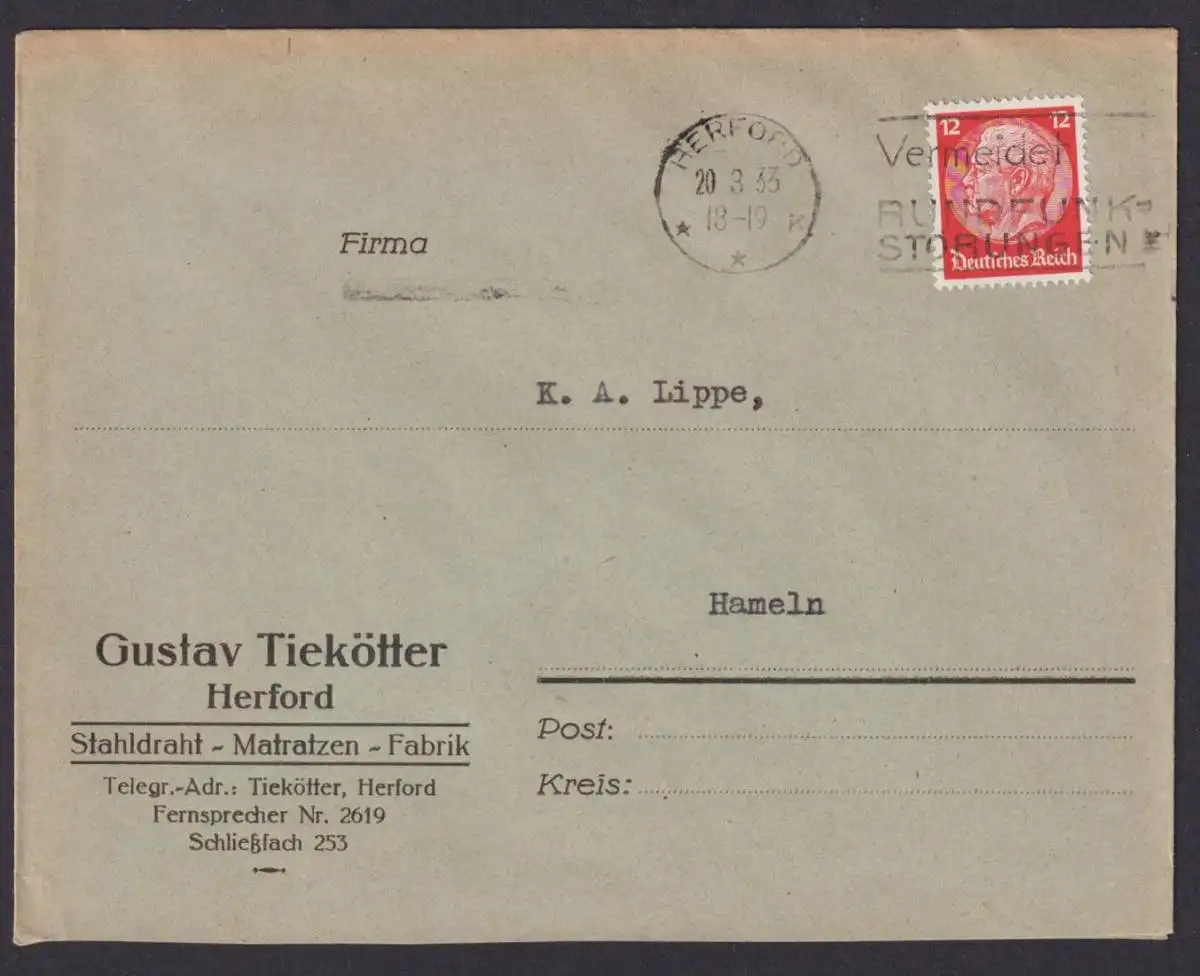 HERFORD
20 3 33
18-19 K
Vermeidet
RUNDFUNK-
STÖRUNGEN
12 12
Deutsches Reich
Firma
K. A. Lippe,
Hameln
Gustav Tiekötter
Herford
Stahldraht - Matratzen - Fabrik
Telegr.-Adr.: Tiekötter, Herford
Fernsprecher Nr. 2619
Schließfach 253
Post:
Kreis: